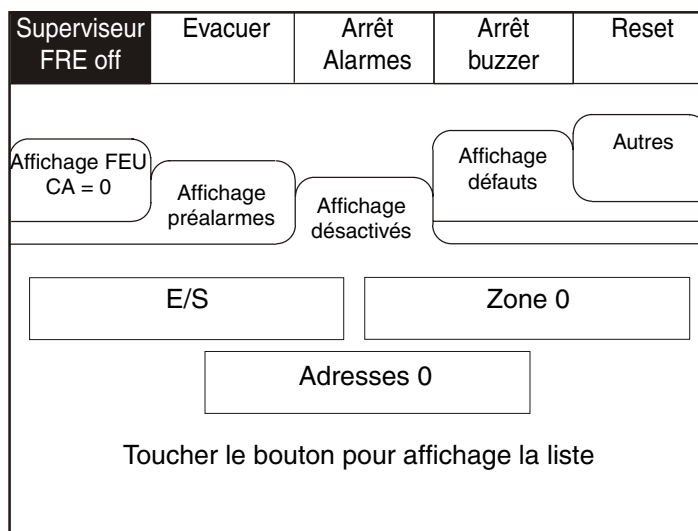 Superviseur
FRE off
Evacuer
Arrêt
Alarmes
Arrêt
buzzer
Reset
Affichage FEU
CA = 0
Affichage
préalarmes
Affichage
désactivés
Affichage
défauts
Autres
E/S
Zone 0
Adresses 0
Toucher le bouton pour affichage la liste